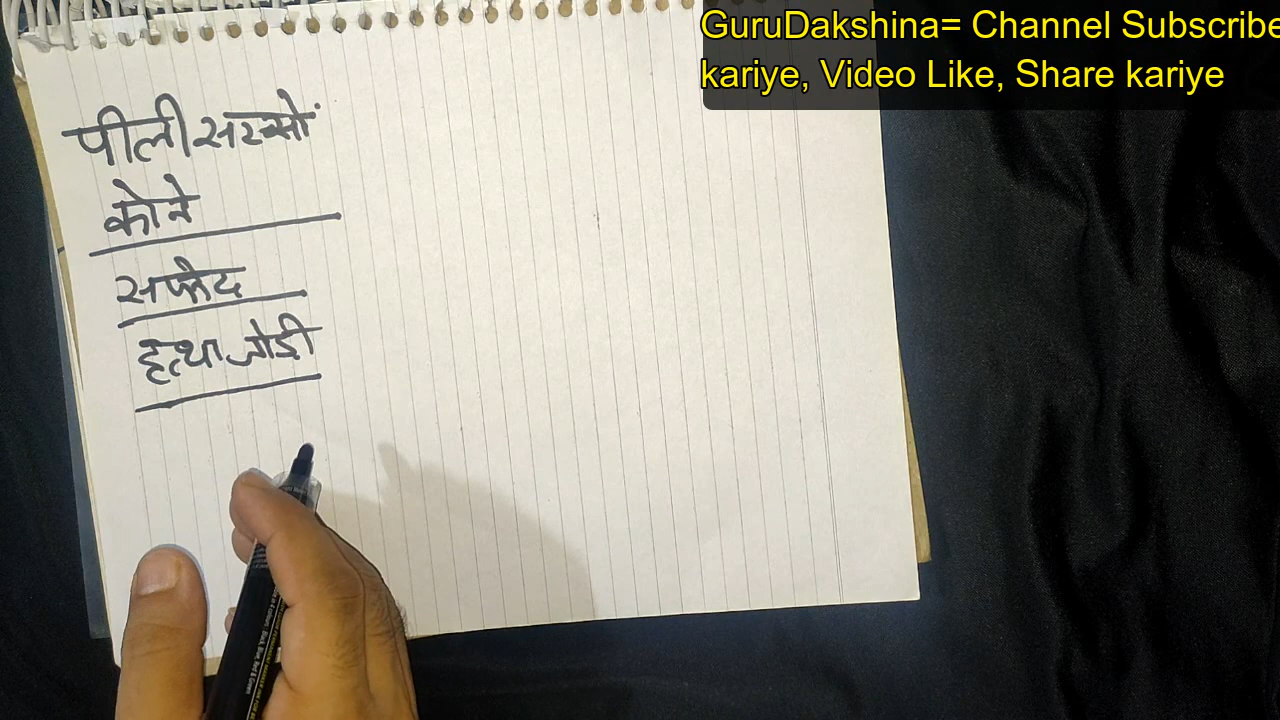 GuruDakshina= Channel Subscribe
kariye, Video Like, Share kariye
पीली सरसों
कोने
सफेद
हत्था जोडी